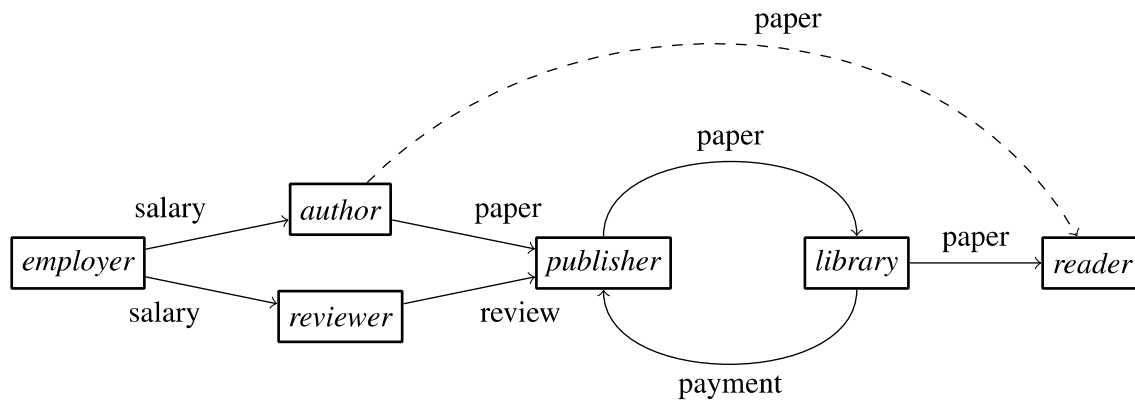 paper
paper
salary
author
paper
employer
publisher
library
paper
reader
salary
reviewer
review
payment